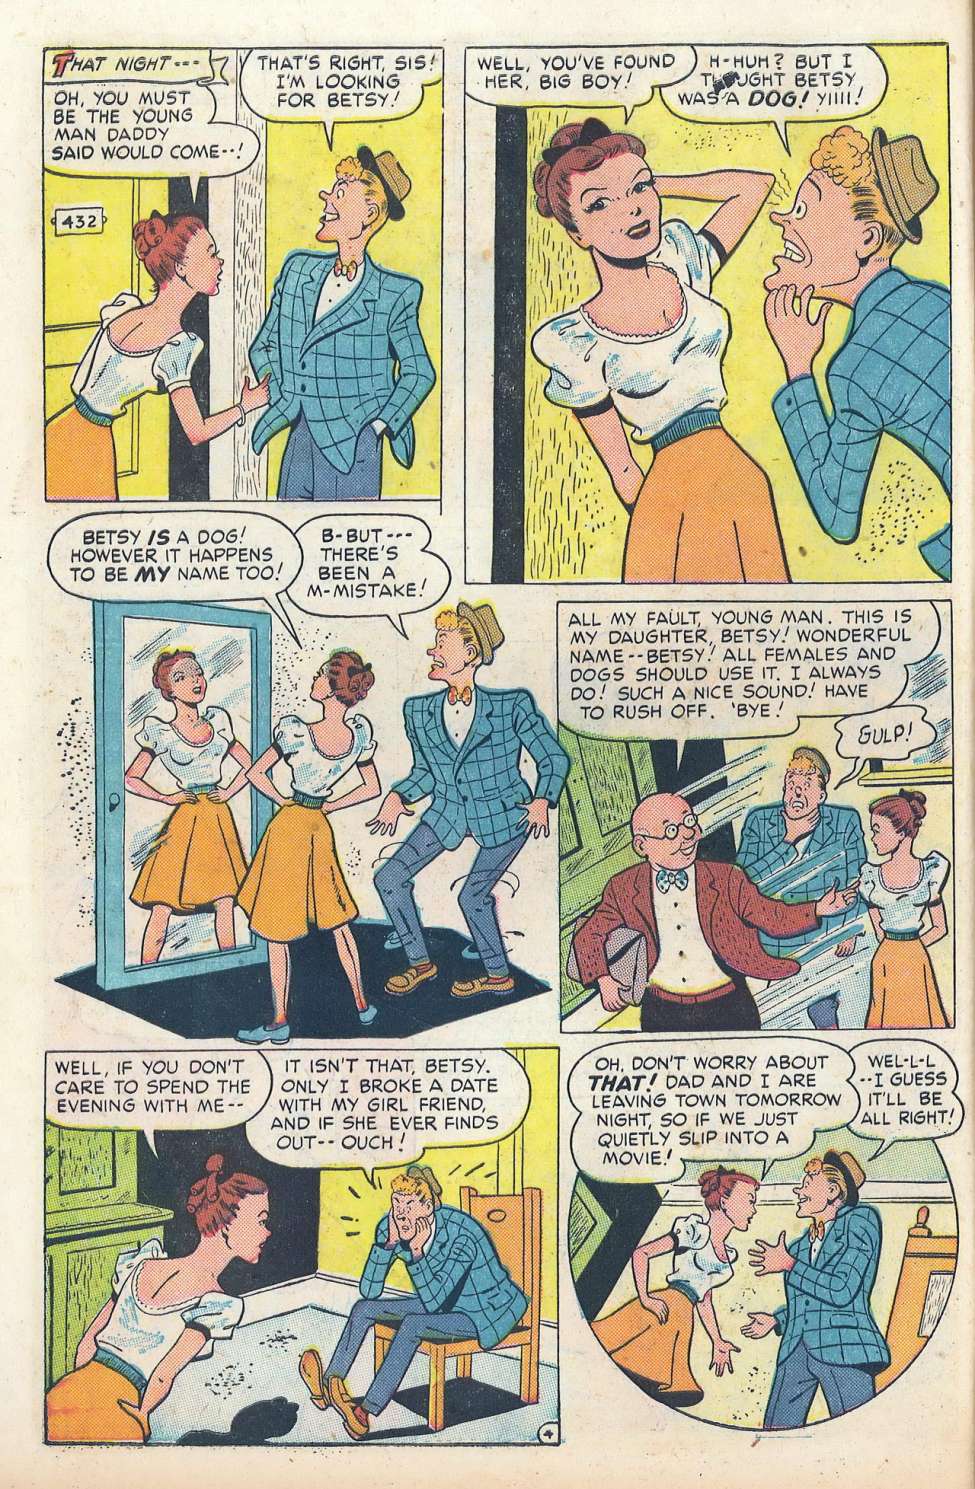 THAT NIGHT---
OH, YOU MUST
BE THE YOUNG
MAN DADDY
SAID WOULD COME--!
THAT'S RIGHT, SIS!
I'M LOOKING
FOR BETSY!
432
WELL, YOU'VE FOUND
HER, BIG BOY!
H-HUH? BUT I
THOUGHT BETSY
WAS A DOG! YIIII!
BETSY IS A DOG!
HOWEVER IT HAPPENS
TO BE MY NAME TOO!
B-BUT---
THERE'S
BEEN A
M-MISTAKE!
ALL MY FAULT, YOUNG MAN. THIS IS
MY DAUGHTER, BETSY! WONDERFUL
NAME--BETSY! ALL FEMALES AND
DOGS SHOULD USE IT. I ALWAYS
DO! SUCH A NICE SOUND! HAVE
TO RUSH OFF. 'BYE!
GULP!
WELL, IF YOU DON'T
CARE TO SPEND THE
EVENING WITH ME--
IT ISN'T THAT, BETSY.
ONLY I BROKE A DATE
WITH MY GIRL FRIEND,
AND IF SHE EVER FINDS
OUT-- OUCH!
4
OH, DON'T WORRY ABOUT
THAT! DAD AND I ARE
LEAVING TOWN TOMORROW
NIGHT, SO IF WE JUST
QUIETLY SLIP INTO A
MOVIE!
WEL-L-L
--I GUESS
IT'LL BE
ALL RIGHT!